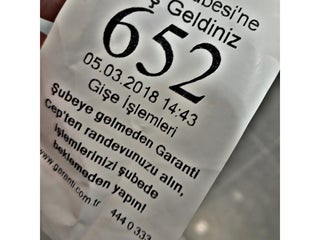 Şubesi'ne
Geldiniz
652
05.03.2018 14:43
Gişe İşlemleri
Şubeye gelmeden Garanti
Cep'ten randevunuzu alın,
işlemlerinizi şubede
beklemeden yapın!
www.garanti.com.tr 444 0 333